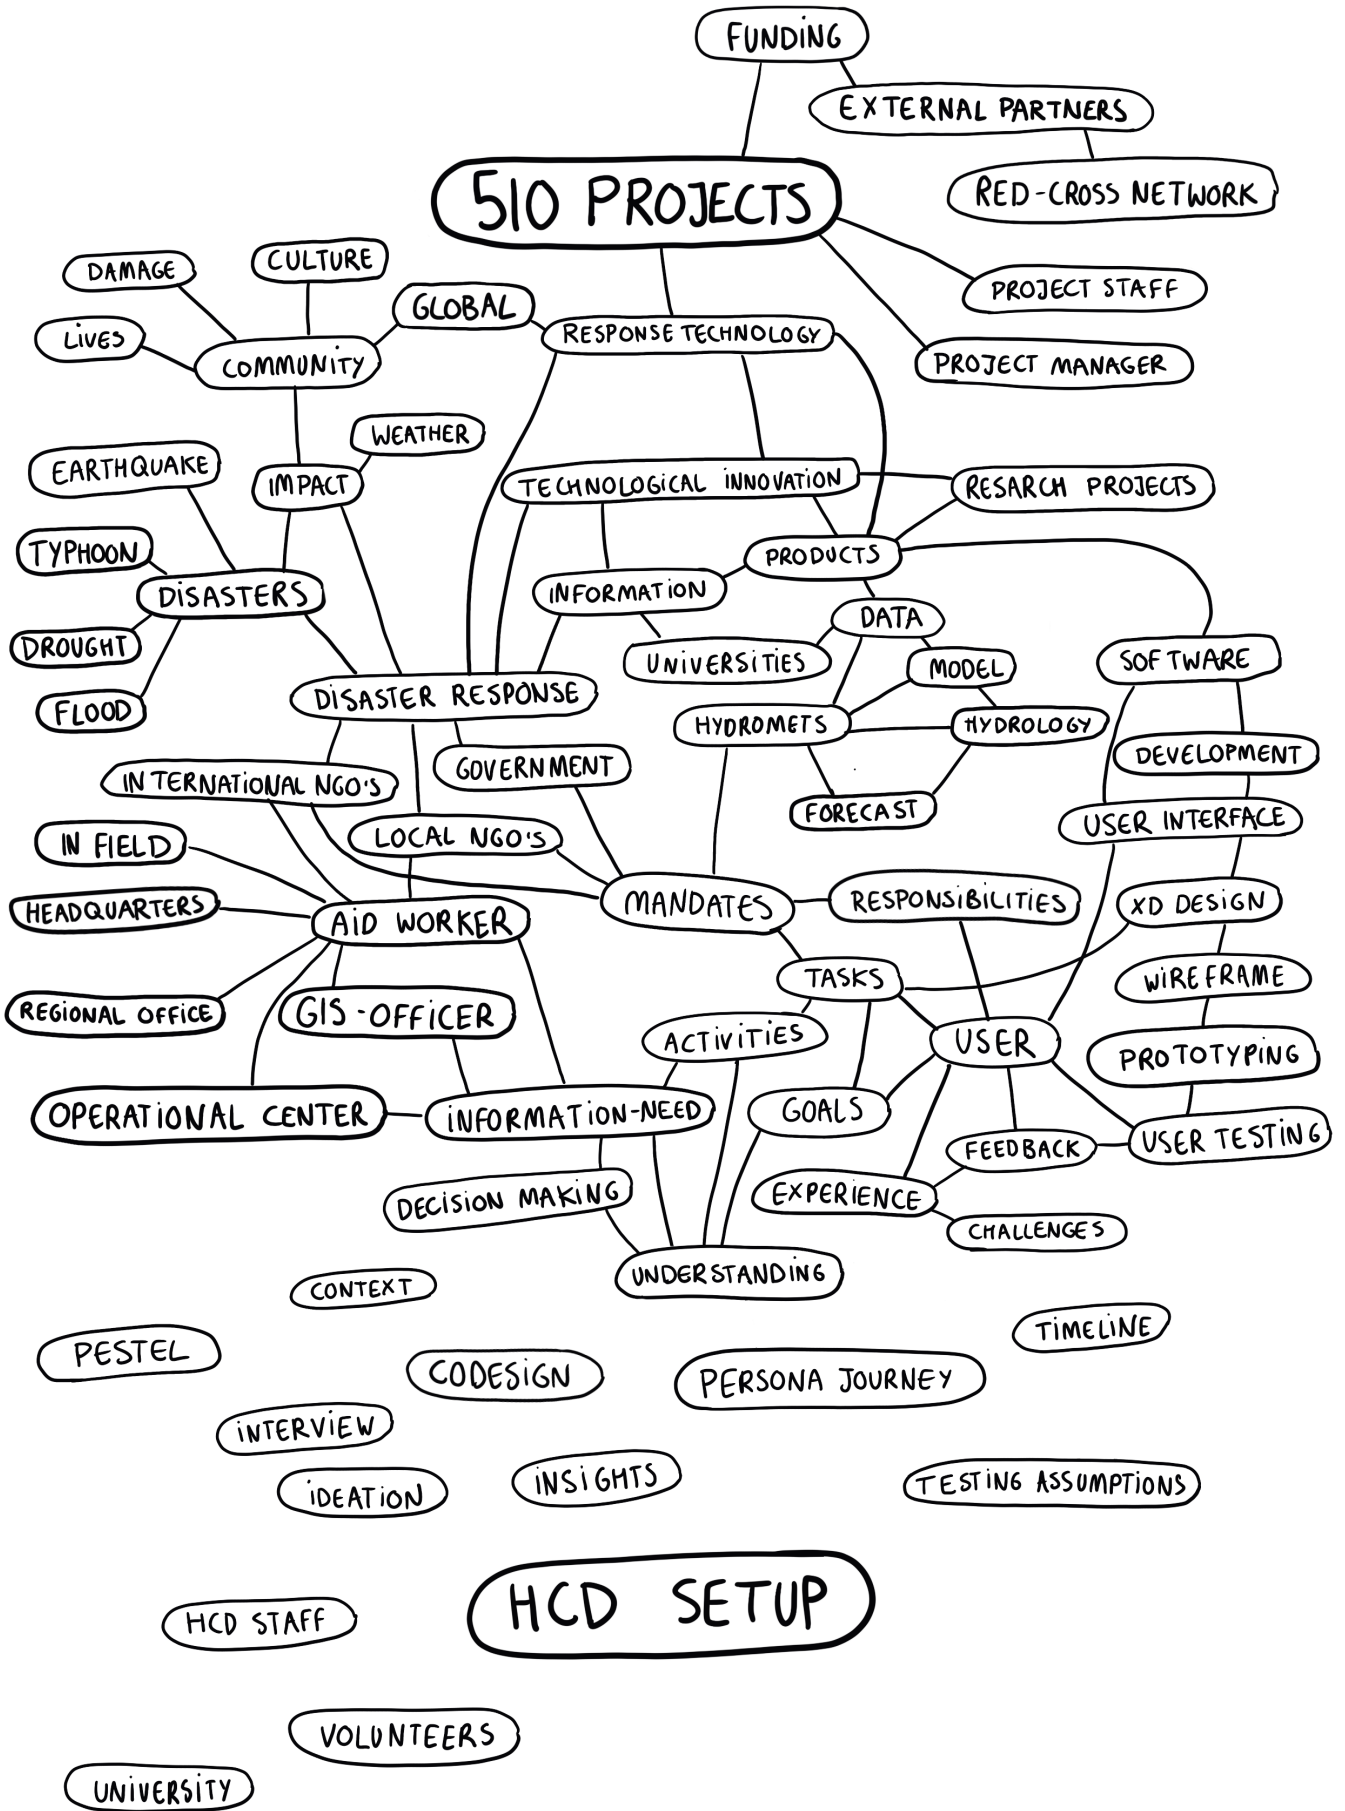 FUNDING
EXTERNAL PARTNERS
510 PROJECTS
RED-CROSS NETWORK
CULTURE
DAMAGE
PROJECT STAFF
GLOBAL
LIVES
RESPONSE TECHNOLOGY
COMMUNITY
PROJECT MANAGER
WEATHER
EARTHQUAKE
IMPACT
TECHNOLOGICAL INNOVATION
RESARCH PROJECTS
TYPHOON
PRODUCTS
DISASTERS
INFORMATION
DATA
DROUGHT
UNIVERSITIES
MODEL
SOFTWARE
DISASTER RESPONSE
FLOOD
HYDROMETS
HYDROLOGY
DEVELOPMENT
GOVERNMENT
INTERNATIONAL NGO'S
FORECAST
USER INTERFACE
IN FIELD
LOCAL NGO'S
HEADQUARTERS
AID WORKER
MANDATES
RESPONSIBILITIES
XD DESIGN
TASKS
WIREFRAME
REGIONAL OFFICE
GIS-OFFICER
ACTIVITIES
USER
PROTOTYPING
OPERATIONAL CENTER
INFORMATION-NEED
GOALS
USER TESTING
FEEDBACK
DECISION MAKING
EXPERIENCE
CHALLENGES
UNDERSTANDING
CONTEXT
TIMELINE
PESTEL
CODESIGN
PERSONA JOURNEY
INTERVIEW
INSIGHTS
TESTING ASSUMPTIONS
IDEATION
HCD SETUP
HCD STAFF
VOLUNTEERS
UNIVERSITY